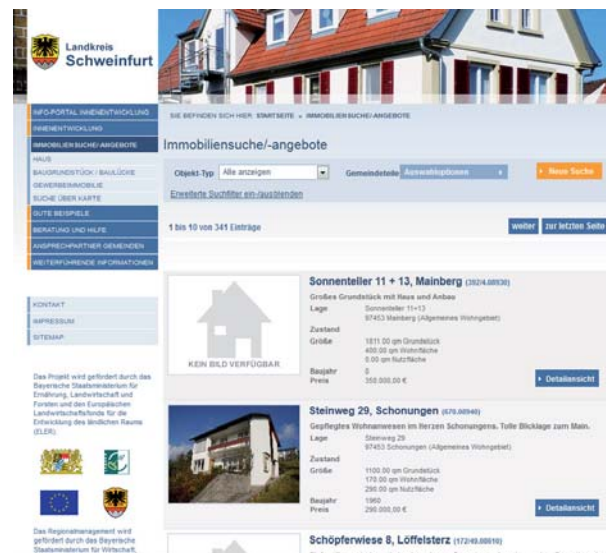 Landkreis
Schweinfurt
INFO-PORTAL INNENENTWICKLUNG
INNENENTWICKLUNG
IMMOBILIENSUCHE/-ANGEBOTE
HAUS
BAUGRUNDSTÜCK / BAULÜCKE
GEWERBEIMMOBILIE
SUCHE ÜBER KARTE
GUTE BEISPIELE
BERATUNG UND HILFE
ANSPRECHPARTNER GEMEINDEN
WEITERFÜHRENDE INFORMATIONEN
KONTAKT
IMPRESSUM
SITEMAP
Das Projekt wird gefördert durch das
Bayerische Staatsministerium für
Ernährung, Landwirtschaft und
Forsten und den Europäischen
Landwirtschaftsfonds für die
Entwicklung des ländlichen Raums
(ELER).
Das Regionalmanagement wird
gefördert durch das Bayerische
Staatsministerium für Wirtschaft,
SIE BEFINDEN SICH HIER: STARTSEITE » IMMOBILIENSUCHE/-ANGEBOTE
Immobiliensuche/-angebote
Objekt-Typ Alle anzeigen Gemeindeteile Auswahloptionen Neue Suche
Erweiterte Suchfilter ein-/ausblenden
1 bis 10 von 341 Einträge weiter zur letzten Seite
KEIN BILD VERFÜGBAR
Sonnenteller 11 + 13, Mainberg (392/4.08930)
Großes Grundstück mit Haus und Anbau
Lage Sonnenteller 11+13
97453 Mainberg (Allgemeines Wohngebiet)
Zustand
Größe 1811.00 qm Grundstück
400.00 qm Wohnfläche
0.00 qm Nutzfläche
Baujahr 0
Preis 350.000,00 €
Detailansicht
Steinweg 29, Schonungen (670.08940)
Gepflegtes Wohnanwesen im Herzen Schonungens. Tolle Blicklage zum Main.
Lage Steinweg 29
97453 Schonungen (Allgemeines Wohngebiet)
Zustand
Größe 1100.00 qm Grundstück
170.00 qm Wohnfläche
290.00 qm Nutzfläche
Baujahr 1960
Preis 290.000,00 €
Detailansicht
Schöpferwiese 8, Löffelsterz (172/49.08610)